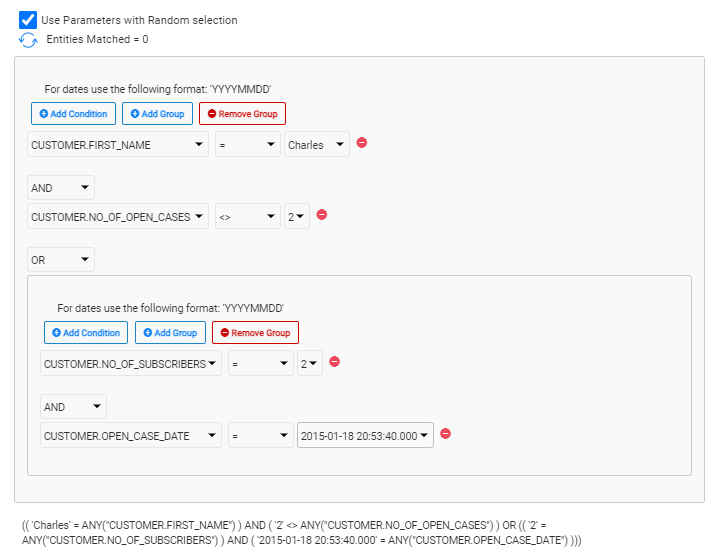 Use Parameters with Random selection
Entities Matched = 0
For dates use the following format: 'YYYYMMDD'
Add Condition Add Group Remove Group
CUSTOMER.FIRST_NAME = Charles
AND
CUSTOMER.NO_OF_OPEN_CASES <> 2
OR
For dates use the following format: 'YYYYMMDD'
Add Condition Add Group Remove Group
CUSTOMER.NO_OF_SUBSCRIBERS = 2
AND
CUSTOMER.OPEN_CASE_DATE = 2015-01-18 20:53:40.000
(( 'Charles' = ANY("CUSTOMER.FIRST_NAME") ) AND ( '2' <> ANY("CUSTOMER.NO_OF_OPEN_CASES") ) OR (( '2' =
ANY("CUSTOMER.NO_OF_SUBSCRIBERS") ) AND ( '2015-01-18 20:53:40.000' = ANY("CUSTOMER.OPEN_CASE_DATE") )))